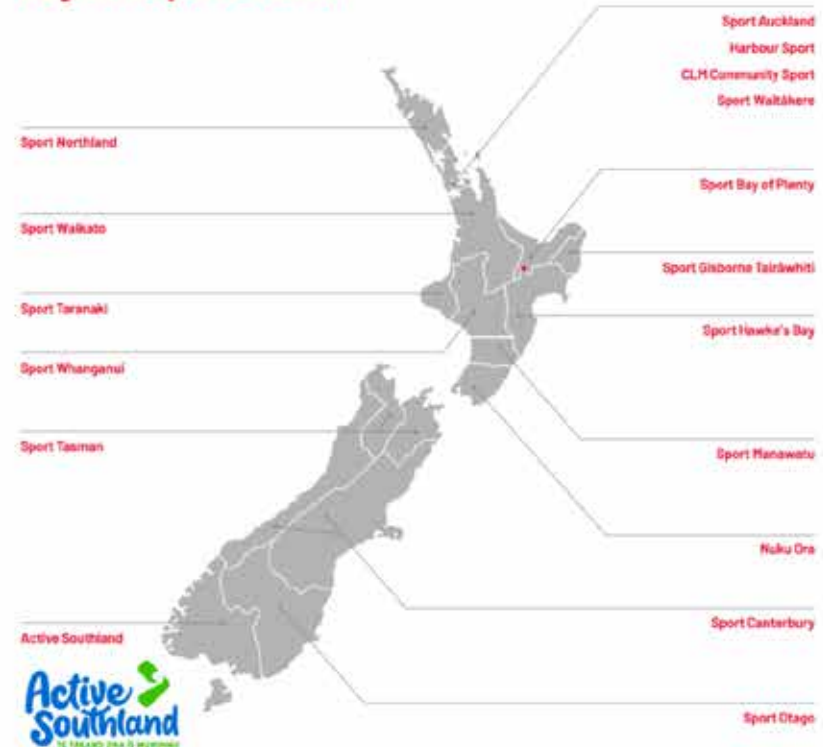 Sport Auckland
Harbour Sport
CLM Community Sport
Sport Waitākere
Sport Northland
Sport Bay of Plenty
Sport Waikato
Sport Gisborne Tairāwhiti
Sport Taranaki
Sport Hawke's Bay
Sport Whanganui
Sport Tasman
Sport Manawatu
Nuku Ora
Sport Canterbury
Active Southland
Sport Otago
Active
Southland